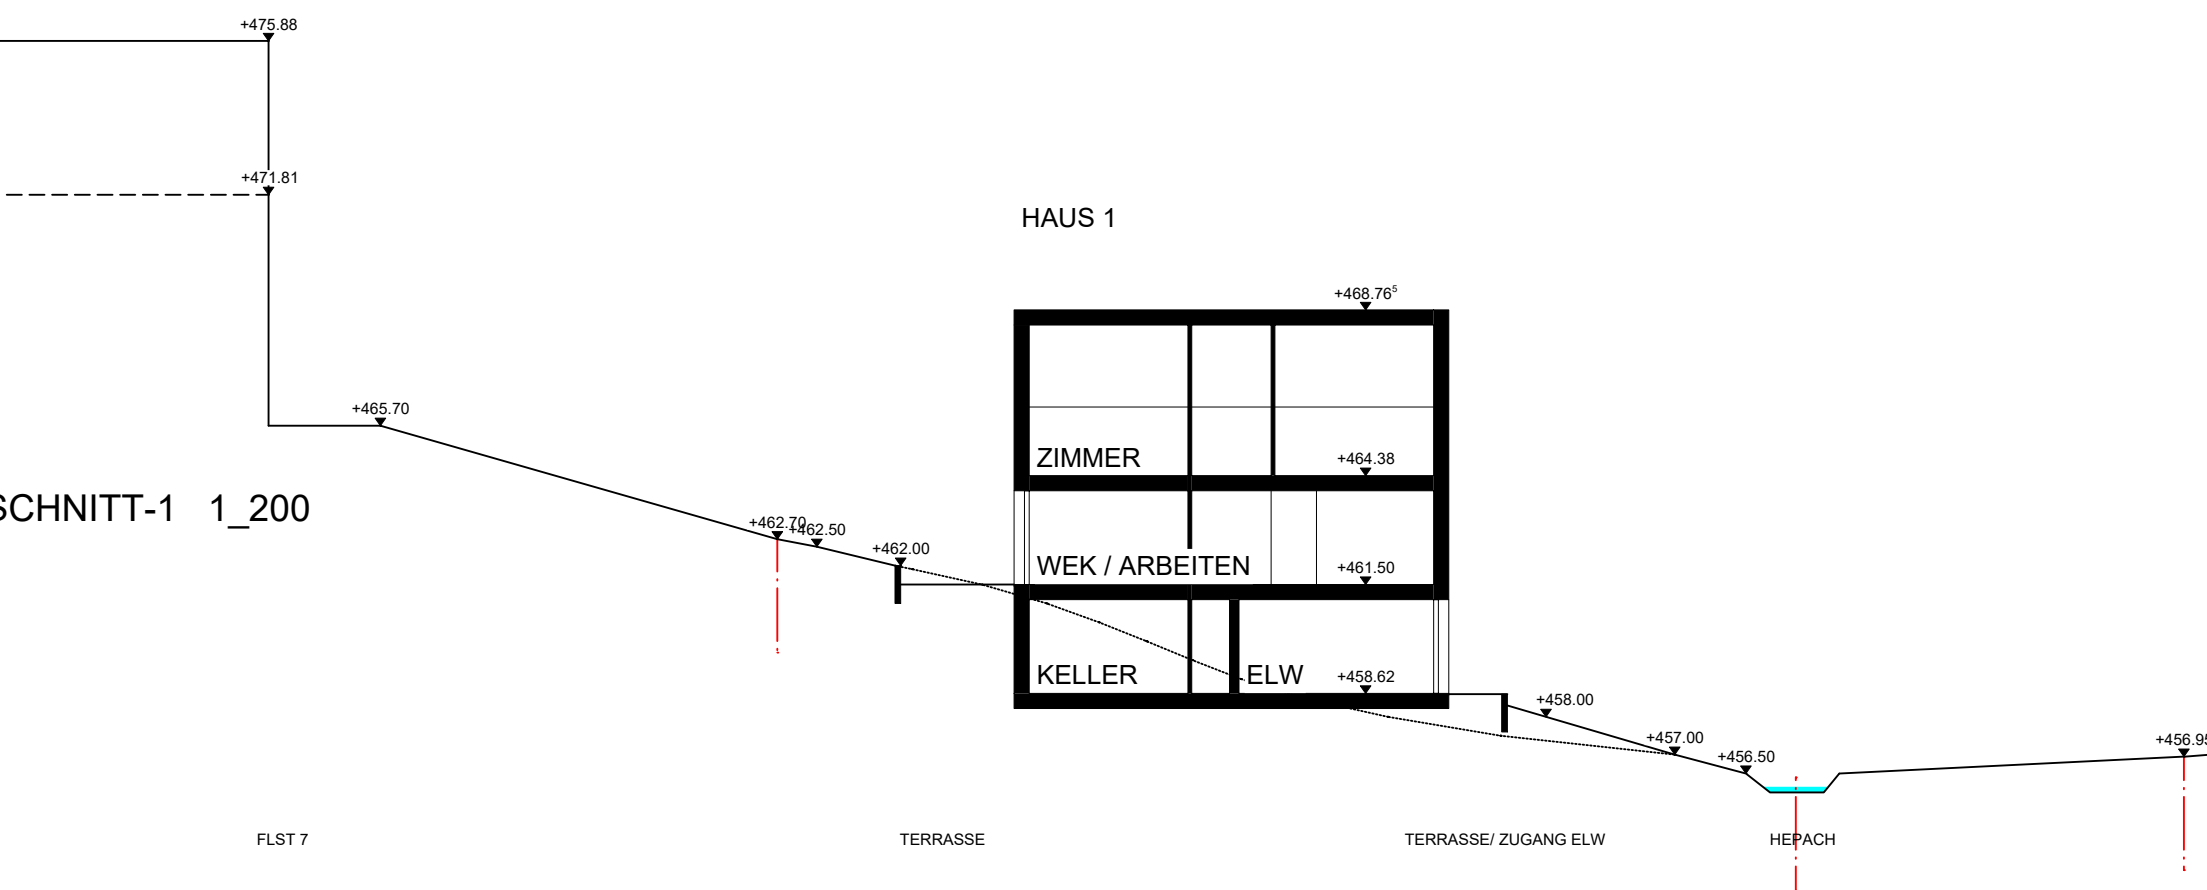 +475.88
+471.81
HAUS 1
+468.76⁵
+465.70
ZIMMER
+464.38
SCHNITT-1 1_200
+462.70
+462.50
+462.00
WEK / ARBEITEN
+461.50
KELLER
ELW
+458.62
+458.00
+457.00
+456.50
+456.95
FLST 7
TERRASSE
TERRASSE/ ZUGANG ELW
HEPACH